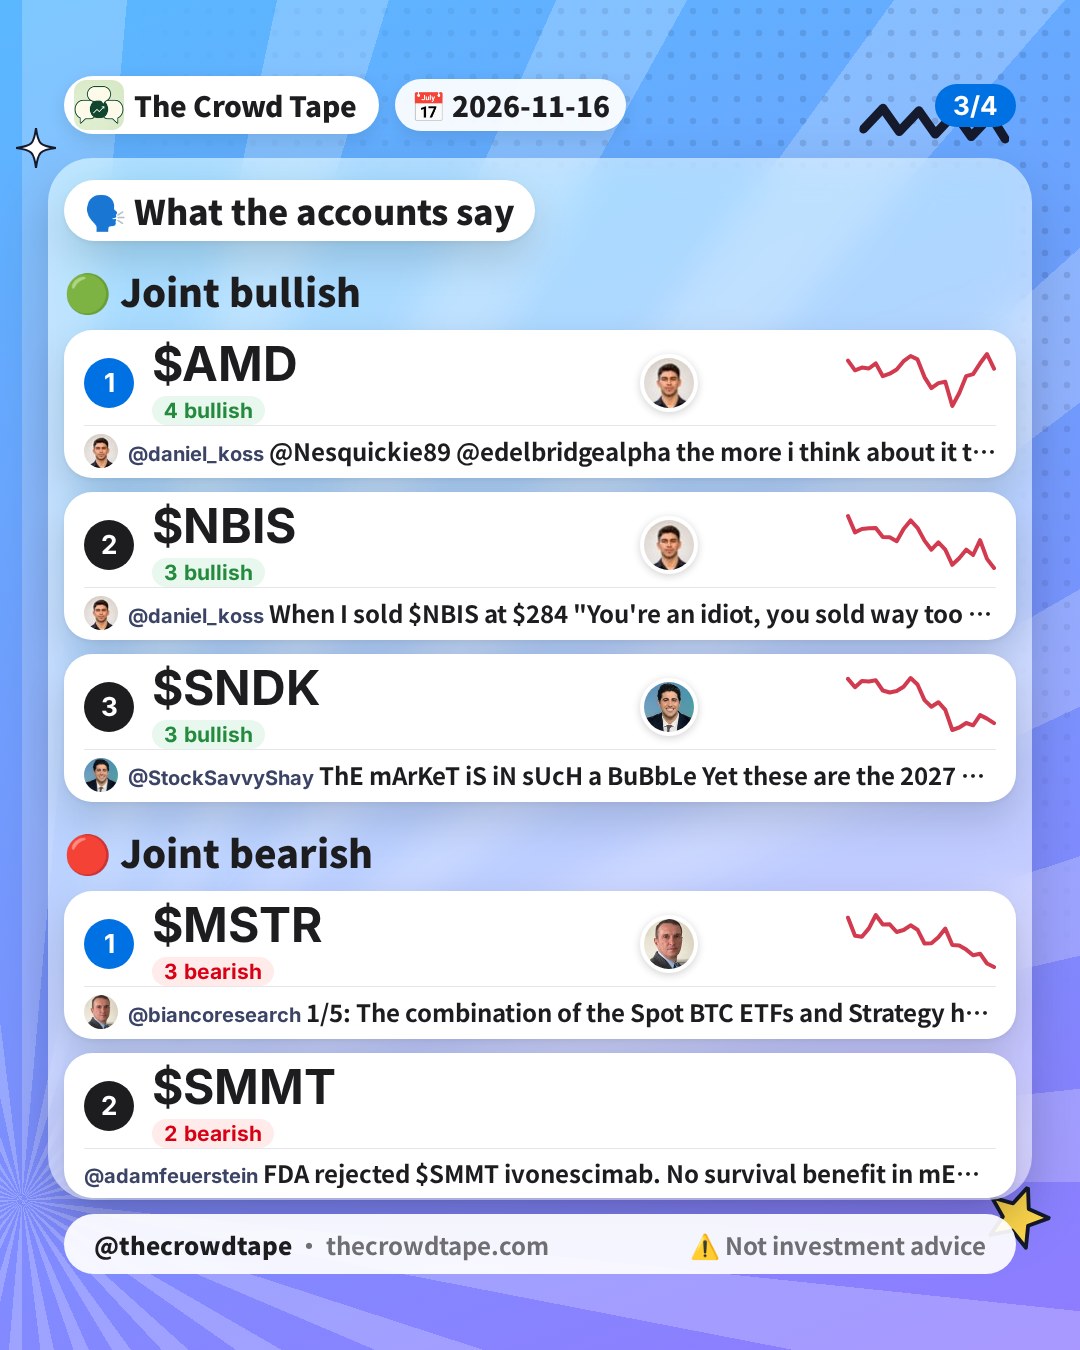 The Crowd Tape
2026-11-16
3/4
What the accounts say
Joint bullish
1
$AMD
4 bullish
@daniel_koss @Nesquickie89 @edelbridgealpha the more i think about it t…
2
$NBIS
3 bullish
@daniel_koss When I sold $NBIS at $284 "You're an idiot, you sold way too …
3
$SNDK
3 bullish
@StockSavvyShay ThE mArKeT iS iN sUcH a BuBbLe Yet these are the 2027 …
Joint bearish
1
$MSTR
3 bearish
@biancoresearch 1/5: The combination of the Spot BTC ETFs and Strategy h…
2
$SMMT
2 bearish
@adamfeuerstein FDA rejected $SMMT ivonescimab. No survival benefit in mE…
@thecrowdtape • thecrowdtape.com
Not investment advice